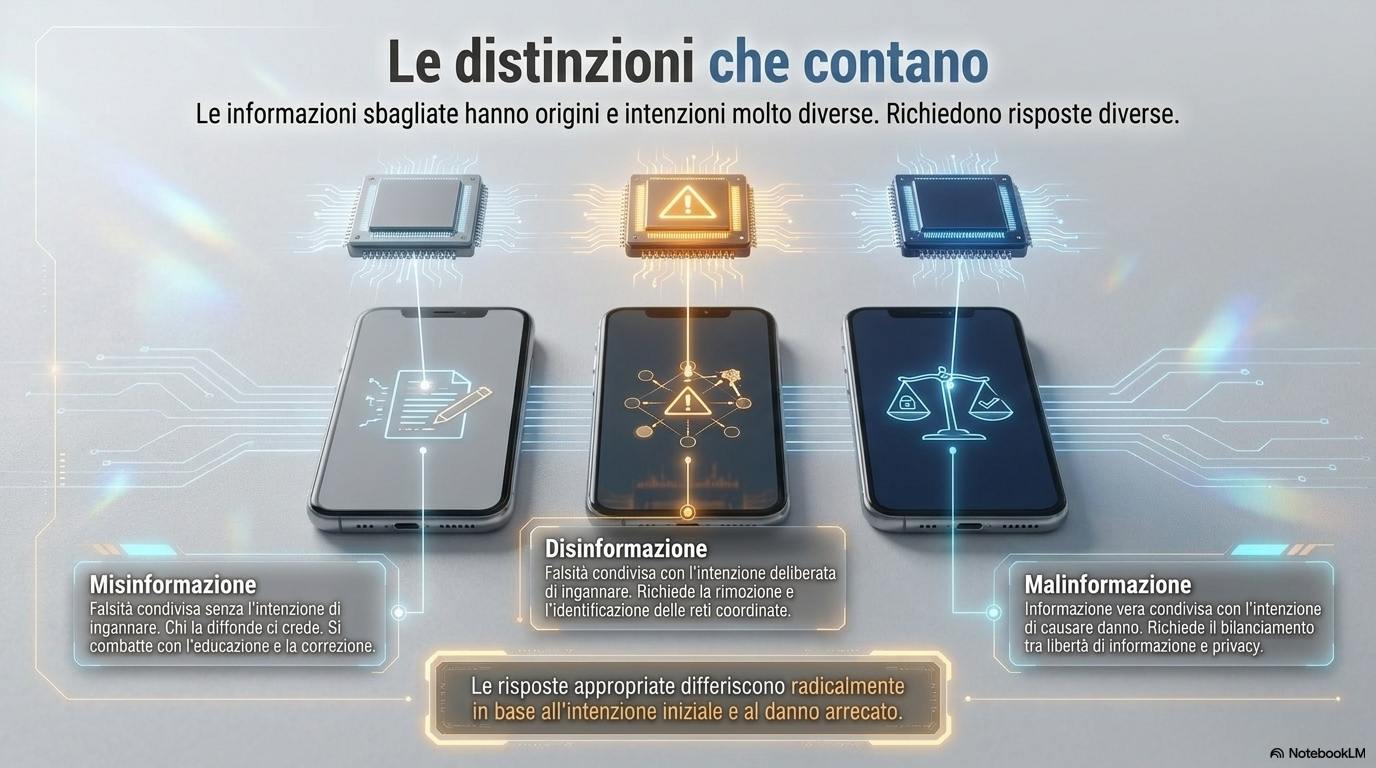 Le distinzioni che contano
Le informazioni sbagliate hanno origini e intenzioni molto diverse. Richiedono risposte diverse.
Misinformazione
Falsità condivisa senza l'intenzione di
ingannare. Chi la diffonde ci crede. Si
combatte con l'educazione e la correzione.
Disinformazione
Falsità condivisa con l'intenzione deliberata
di ingannare. Richiede la rimozione e
l'identificazione delle reti coordinate.
Malinformazione
Informazione vera condivisa con l'intenzione
di causare danno. Richiede il bilanciamento
tra libertà di informazione e privacy.
Le risposte appropriate differiscono radicalmente
in base all'intenzione iniziale e al danno arrecato.
NotebookLM